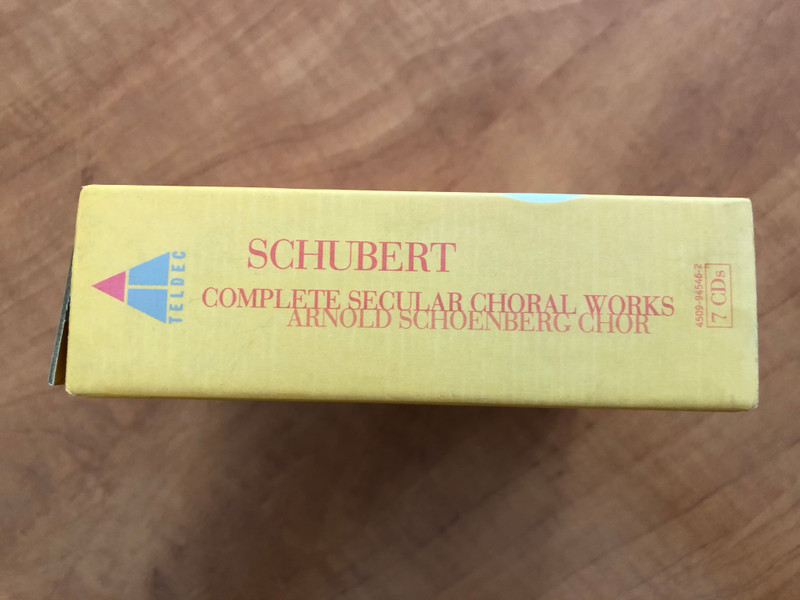 TELDEC
SCHUBERT
COMPLETE SECULAR CHORAL WORKS
ARNOLD SCHOENBERG CHOR
4509-94546-2
7 CDs